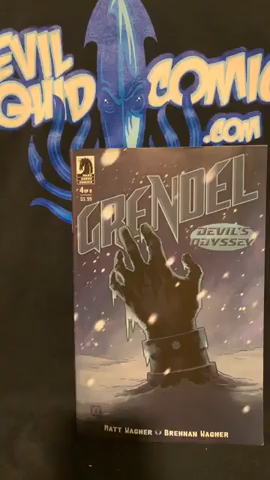 EVIL
SQUID COMICS
.COM
#4 OF 8
$3.99
GRENDEL
DEVIL'S
ODYSSEY
MATT WAGNER BRENNAN WAGNER